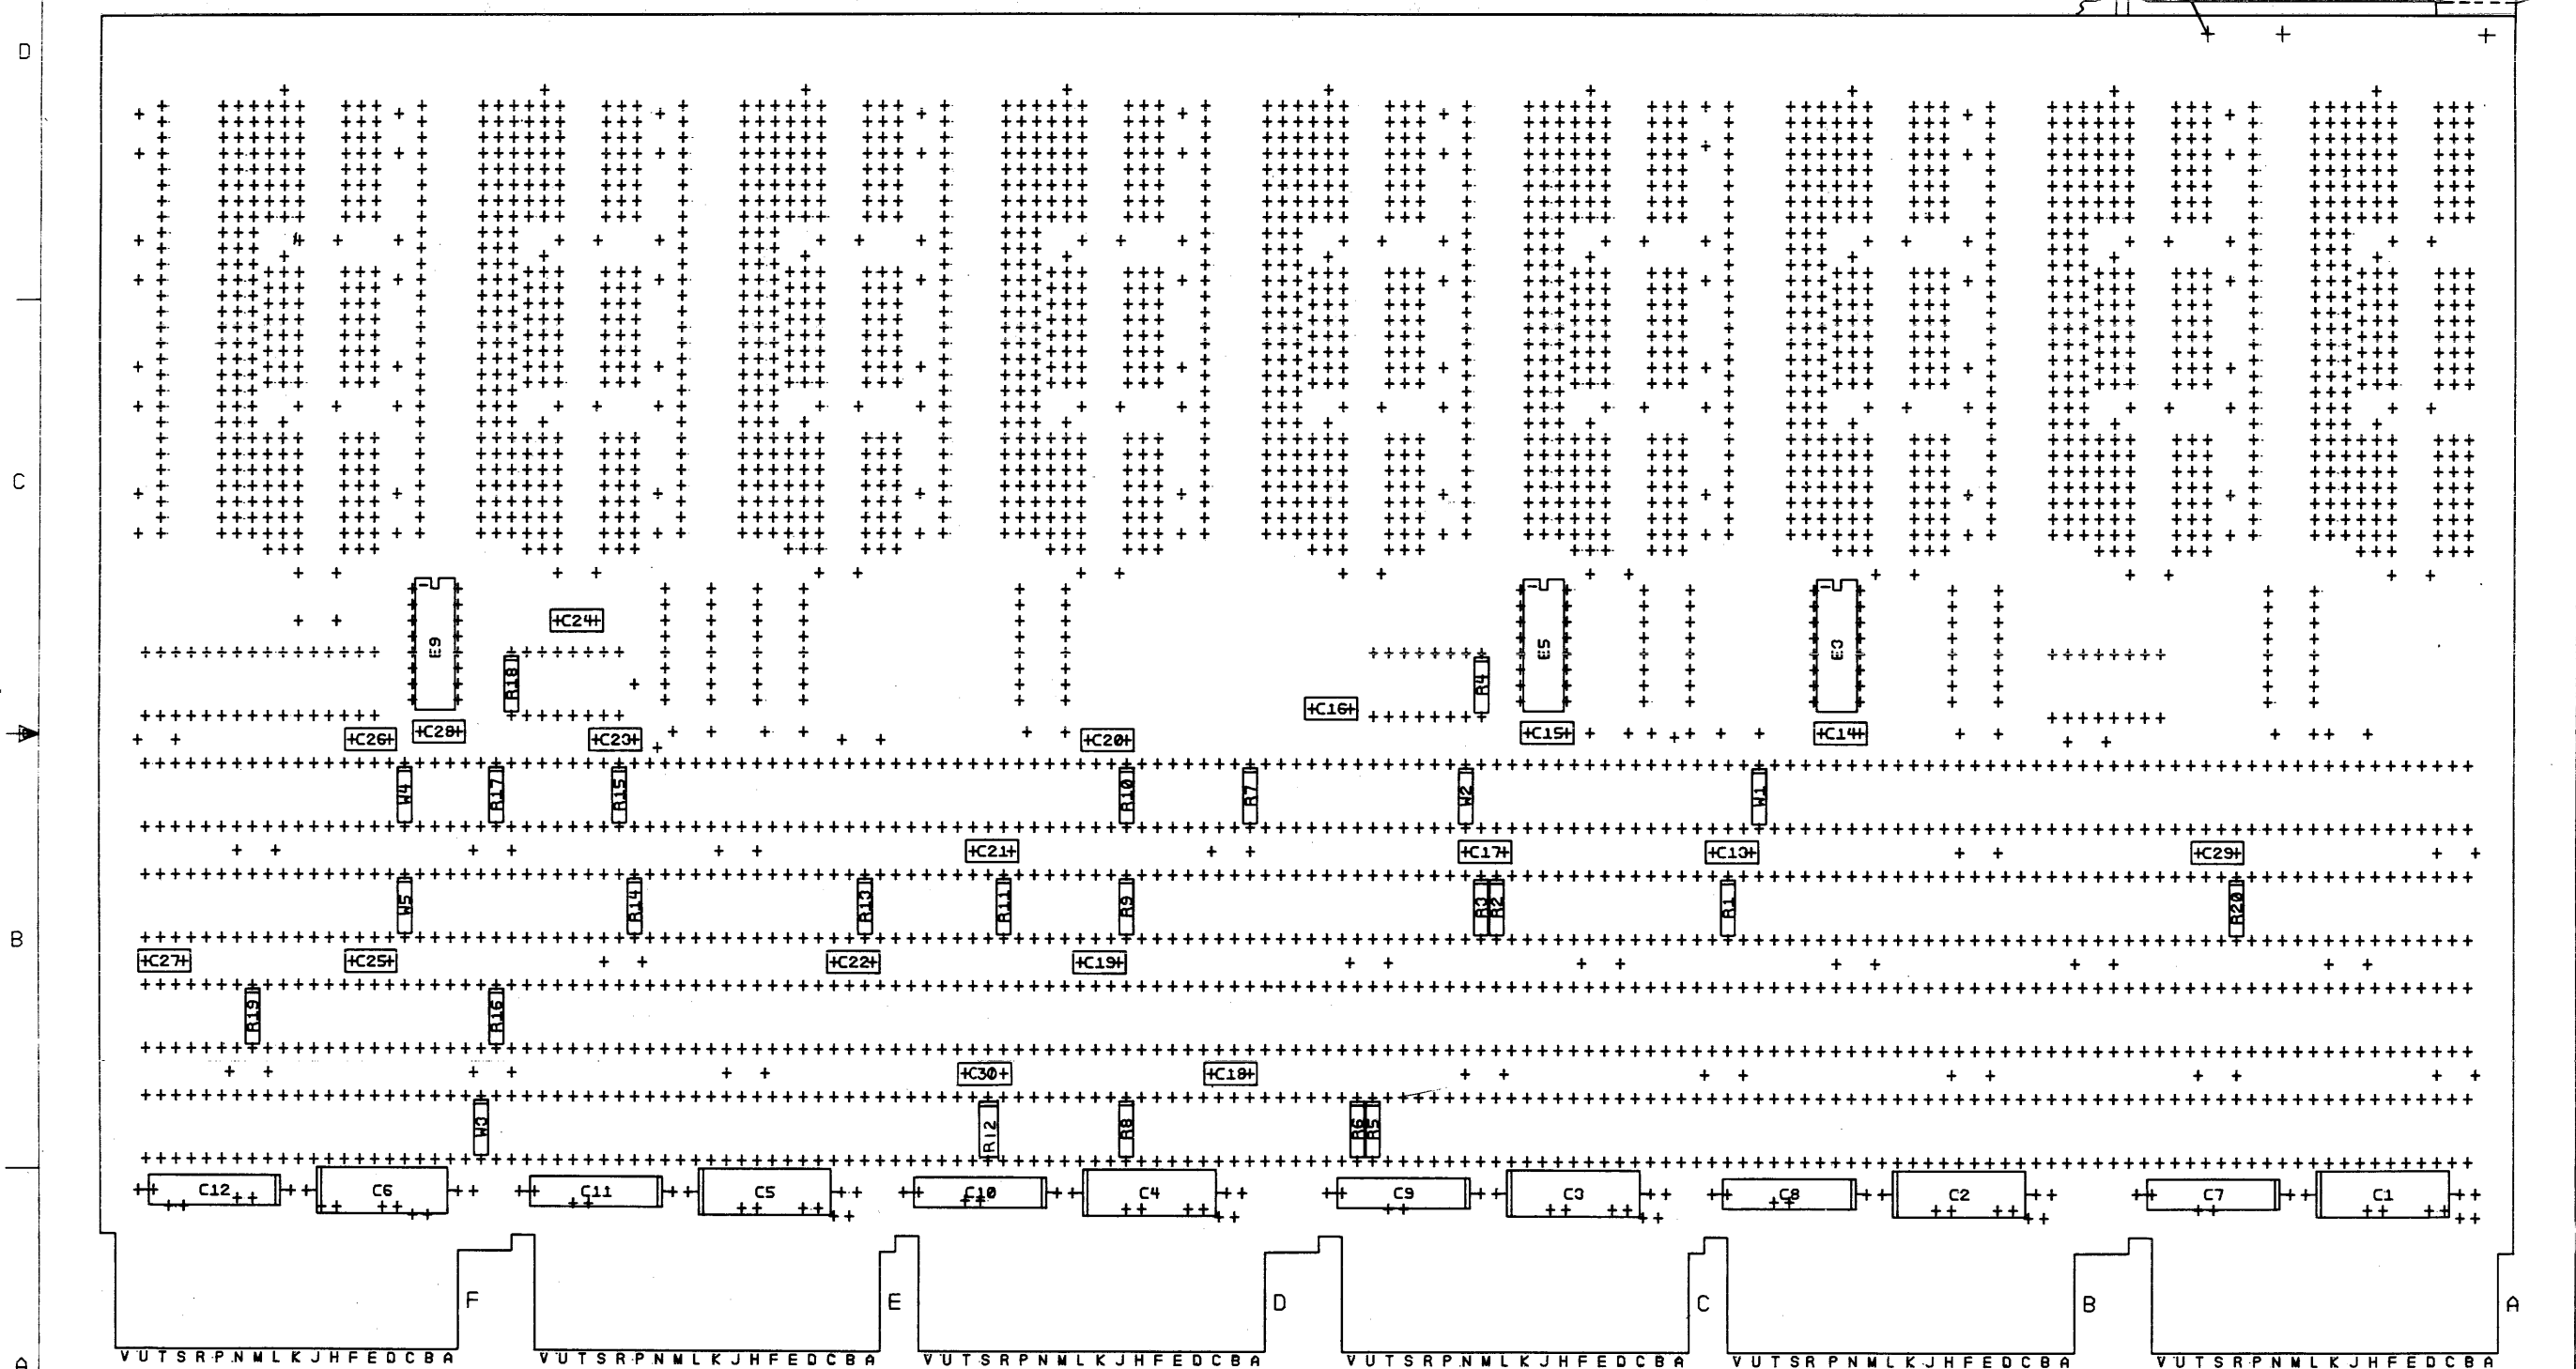 D
C
E9
C24
E5
E3
R18
R4
C16
C26
C28
C23
C20
C15
C14
W4
R17
R15
R10
R7
W2
W1
C21
C17
C13
C29
W5
R14
R13
R11
R9
R3
R2
R1
R20
B
C27
C25
C22
C19
R19
R16
C30
C18
W3
R12
R8
R6
R5
C12
C6
C11
C5
C10
C4
C9
C3
C8
C2
C7
C1
F
E
D
C
B
A
A
V U T S R P N M L K J H F E D C B A
V U T S R P N M L K J H F E D C B A
V U T S R P N M L K J H F E D C B A
V U T S R P N M L K J H F E D C B A
V U T S R P N M L K J H F E D C B A
V U T S R P N M L K J H F E D C B A